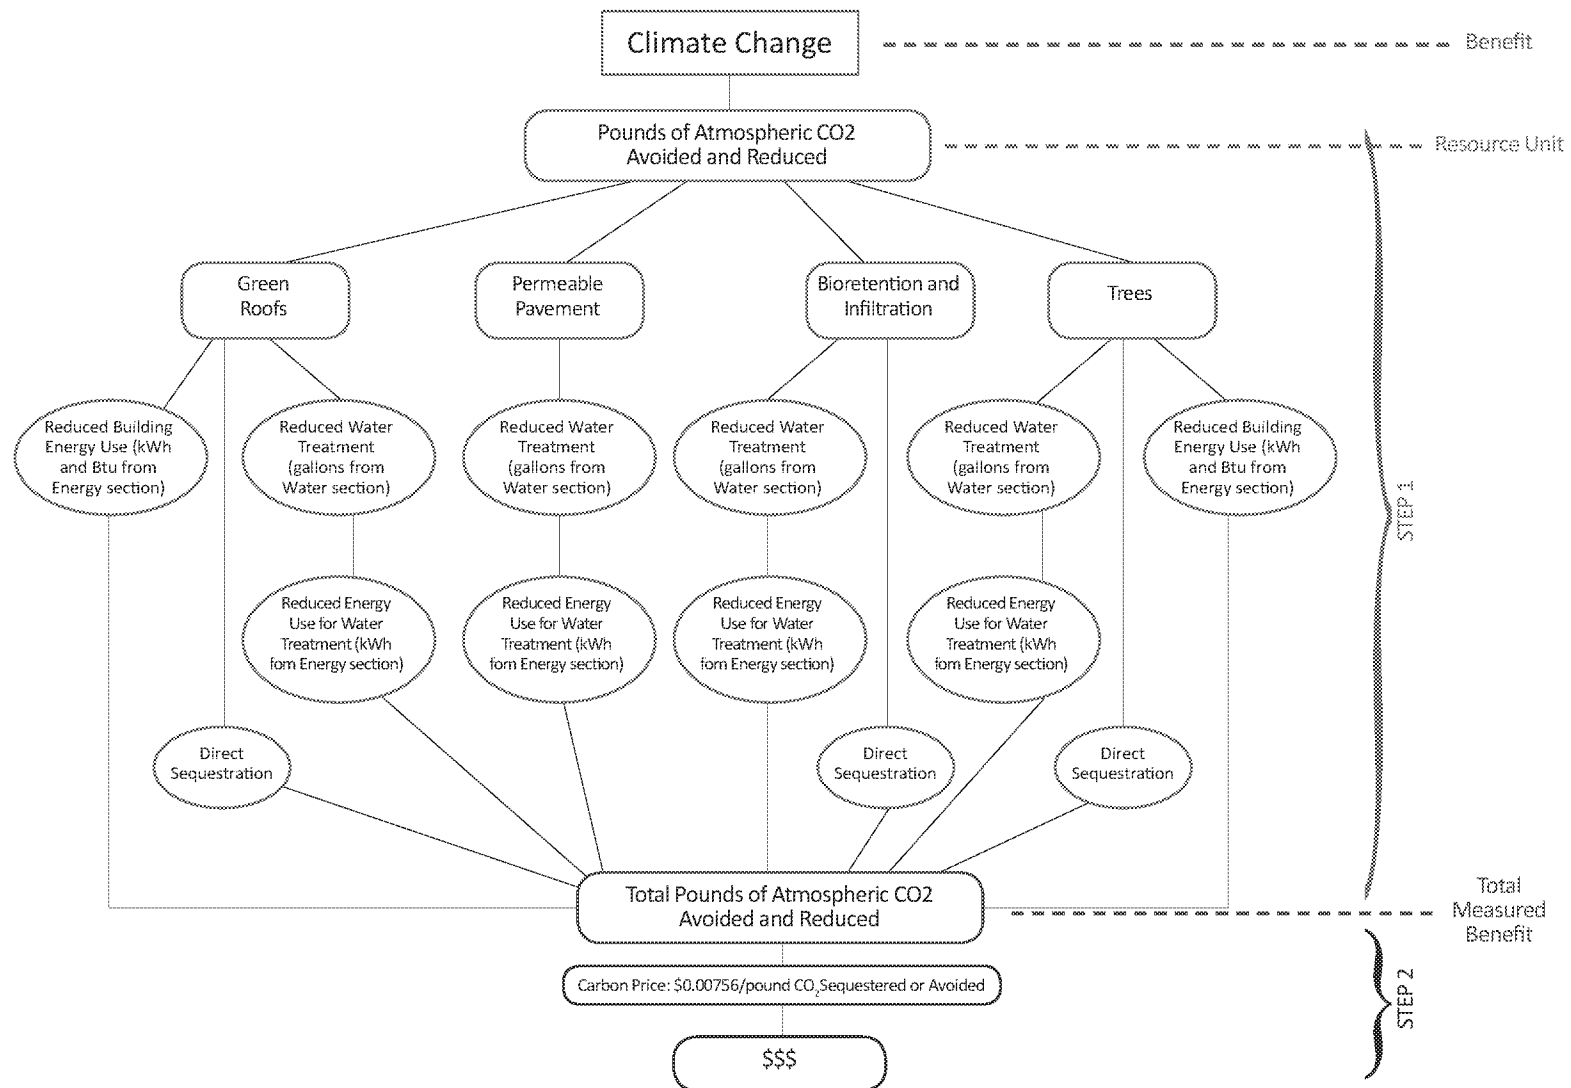 Climate Change
Benefit
Pounds of Atmospheric CO2
Avoided and Reduced
Resource Unit
Green
Roofs
Permeable
Pavement
Bioretention and
Infiltration
Trees
Reduced Building
Energy Use (kWh
and Btu from
Energy section)
Reduced Water
Treatment
(gallons from
Water section)
Reduced Water
Treatment
(gallons from
Water section)
Reduced Water
Treatment
(gallons from
Water section)
Reduced Water
Treatment
(gallons from
Water section)
Reduced Building
Energy Use (kWh
and Btu from
Energy section)
STEP 1
Reduced Energy
Use for Water
Treatment (kWh
fom Energy section)
Reduced Energy
Use for Water
Treatment (kWh
fom Energy section)
Reduced Energy
Use for Water
Treatment (kWh
fom Energy section)
Reduced Energy
Use for Water
Treatment (kWh
fom Energy section)
Direct
Sequestration
Direct
Sequestration
Direct
Sequestration
Total Pounds of Atmospheric CO2
Avoided and Reduced
Total
Measured
Benefit
Carbon Price: $0.00756/pound CO₂Sequestered or Avoided
STEP 2
$$$